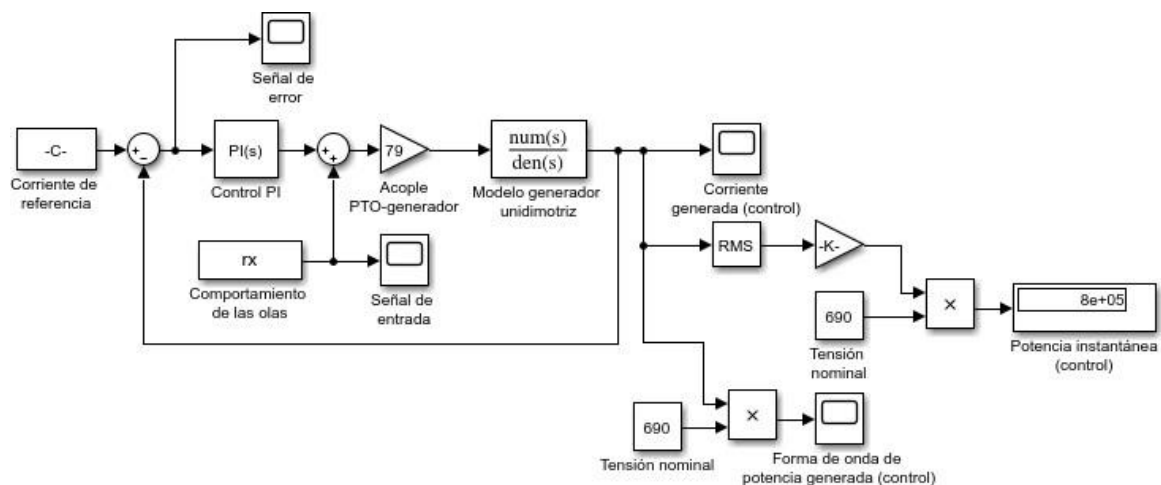 Señal de
error
-C-
Corriente de
referencia
+
−
PI(s)
Control PI
+
+
79
Acople
PTO-generador
num(s)
den(s)
Modelo generador
unidimotriz
Corriente
generada (control)
rx
Comportamiento
de las olas
Señal de
entrada
RMS
-K-
690
Tensión
nominal
×
8e+05
Potencia instantánea
(control)
690
Tensión nominal
×
Forma de onda de
potencia generada (control)